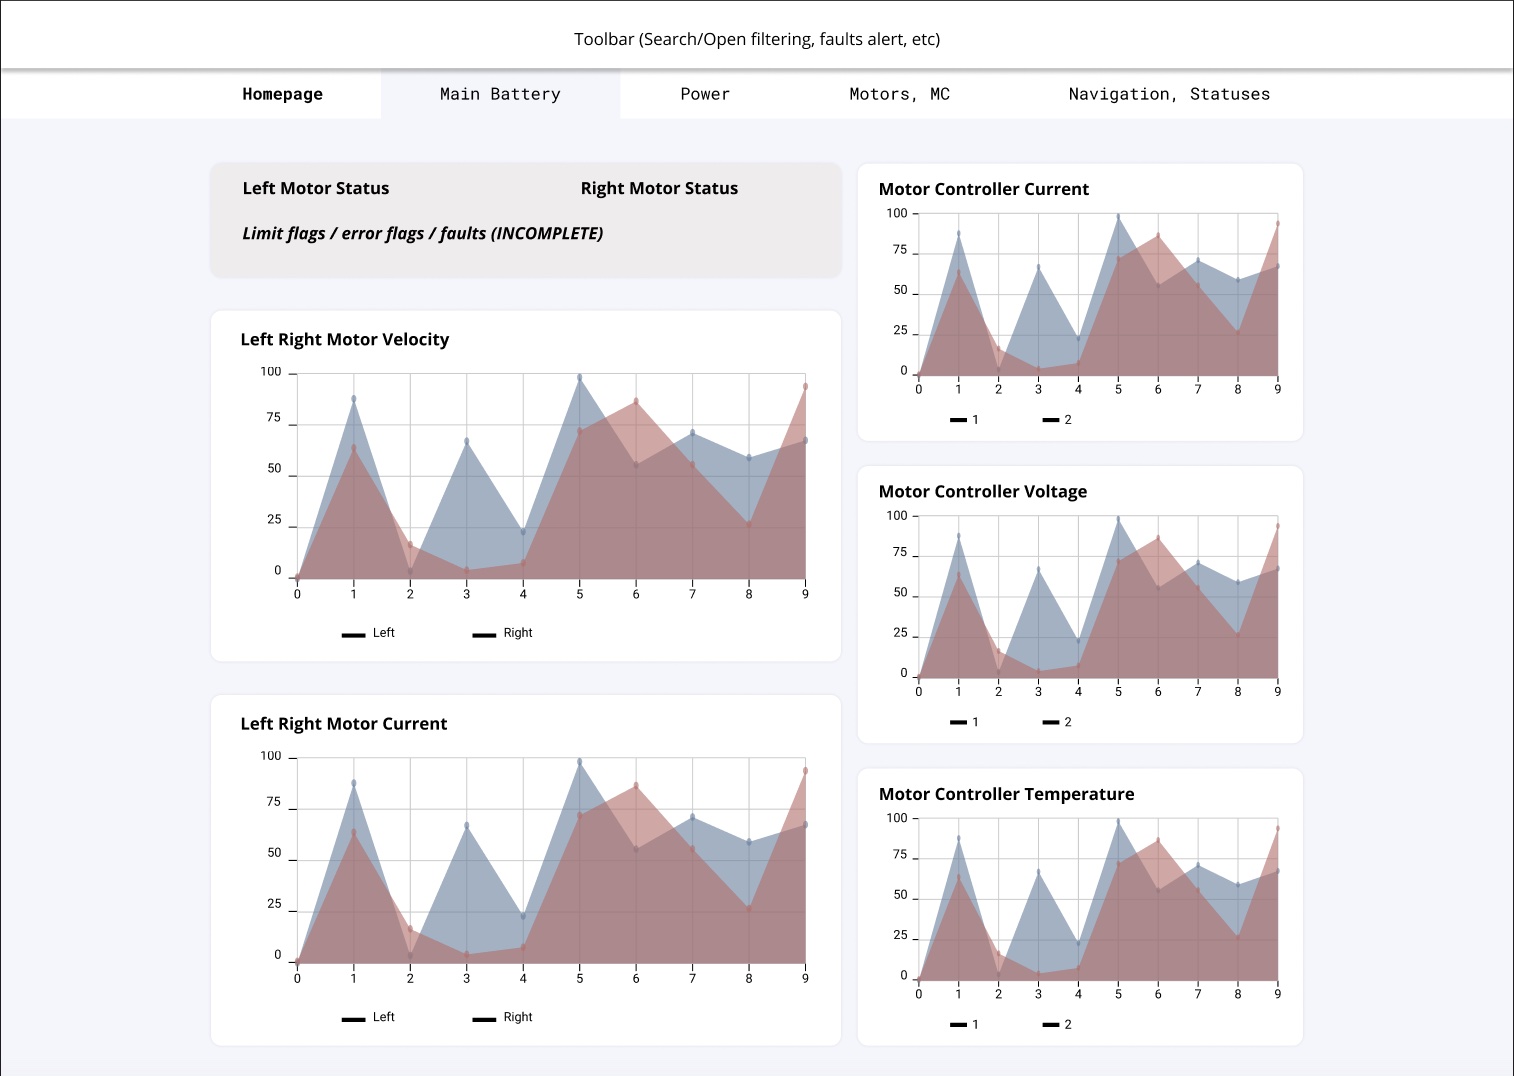 Toolbar (Search/Open filtering, faults alert, etc)
Homepage Main Battery Power Motors, MC Navigation, Statuses
Left Motor Status Right Motor Status
Limit flags / error flags / faults (INCOMPLETE)
Left Right Motor Velocity
100
75
50
25
0
0 1 2 3 4 5 6 7 8 9
Left Right
Left Right Motor Current
100
75
50
25
0
0 1 2 3 4 5 6 7 8 9
Left Right
Motor Controller Current
100
75
50
25
0
0 1 2 3 4 5 6 7 8 9
1 2
Motor Controller Voltage
100
75
50
25
0
0 1 2 3 4 5 6 7 8 9
1 2
Motor Controller Temperature
100
75
50
25
0
0 1 2 3 4 5 6 7 8 9
1 2